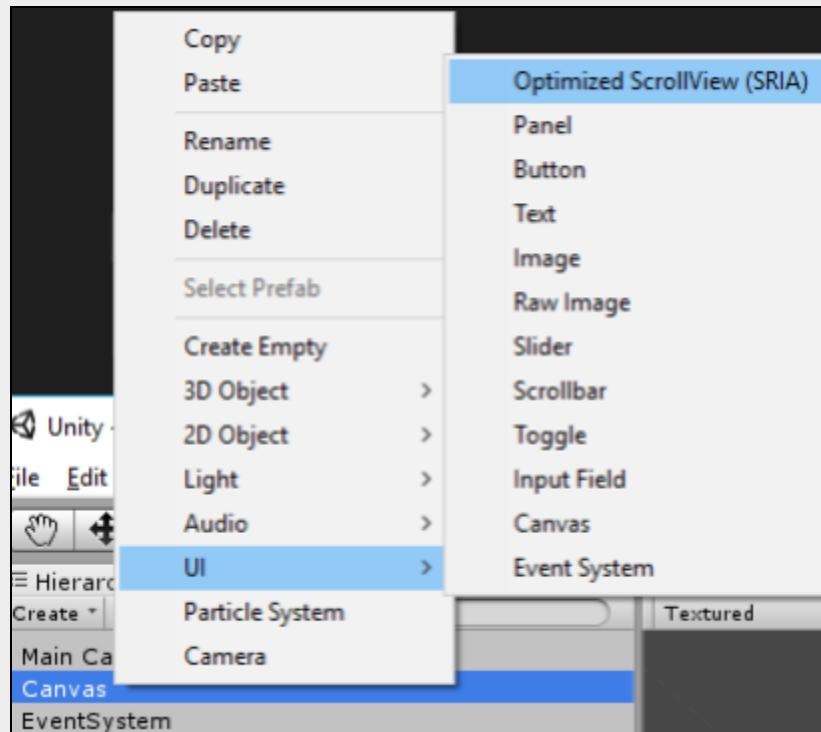 Copy
Paste
Rename
Duplicate
Delete
Select Prefab
Create Empty
3D Object
2D Object
Light
Audio
UI
Particle System
Camera
Optimized ScrollView (SRIA)
Panel
Button
Text
Image
Raw Image
Slider
Scrollbar
Toggle
Input Field
Canvas
Event System
Unity -
ile Edit
Hierarc
Create
Textured
Main Ca
Canvas
EventSystem